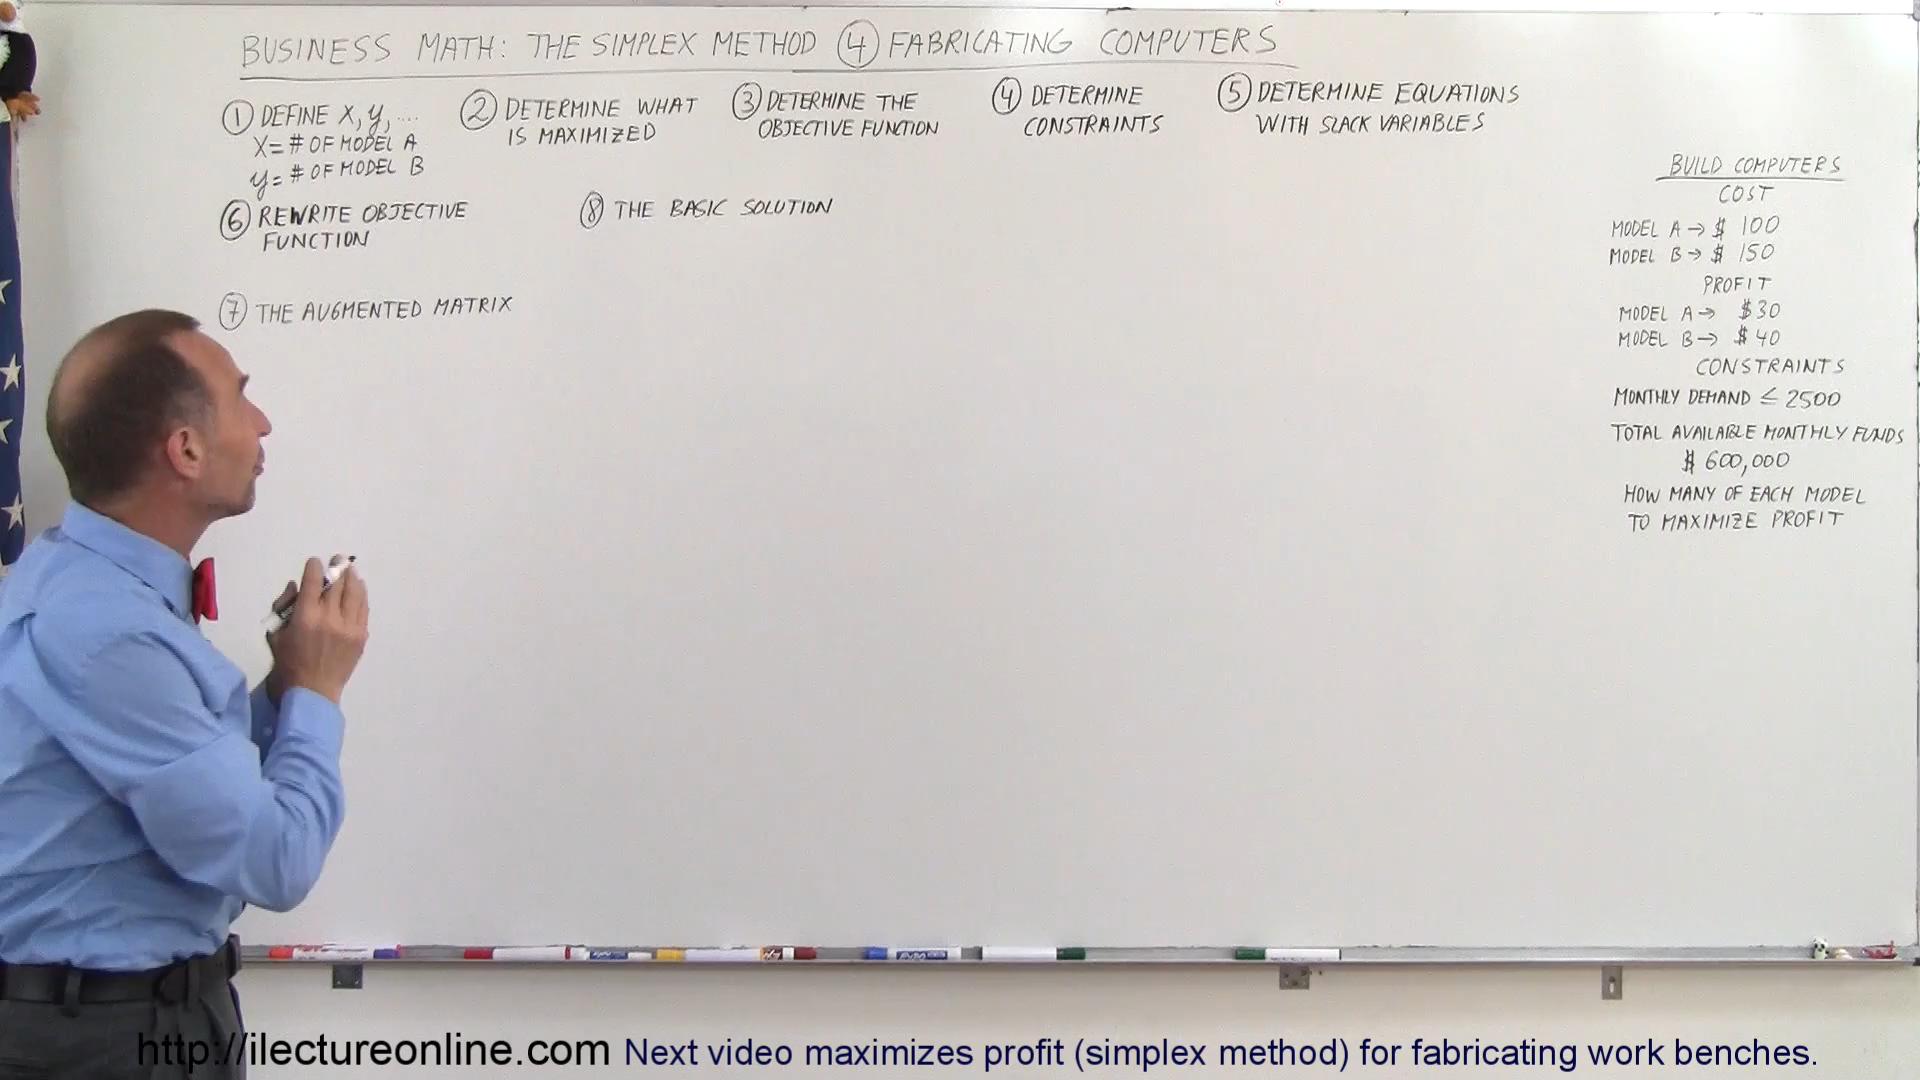 BUSINESS MATH: THE SIMPLEX METHOD 4 FABRICATING COMPUTERS
1 DEFINE X, y, ....
X = # OF MODEL A
y = # OF MODEL B
2 DETERMINE WHAT
IS MAXIMIZED
3 DETERMINE THE
OBJECTIVE FUNCTION
4 DETERMINE
CONSTRAINTS
5 DETERMINE EQUATIONS
WITH SLACK VARIABLES
6 REWRITE OBJECTIVE
FUNCTION
8 THE BASIC SOLUTION
7 THE AUGMENTED MATRIX
BUILD COMPUTERS
COST
MODEL A → $ 100
MODEL B → $ 150
PROFIT
MODEL A → $30
MODEL B → $ 40
CONSTRAINTS
MONTHLY DEMAND ≤ 2500
TOTAL AVAILABLE MONTHLY FUNDS
$ 600,000
HOW MANY OF EACH MODEL
TO MAXIMIZE PROFIT
http://ilectureonline.com Next video maximizes profit (simplex method) for fabricating work benches.